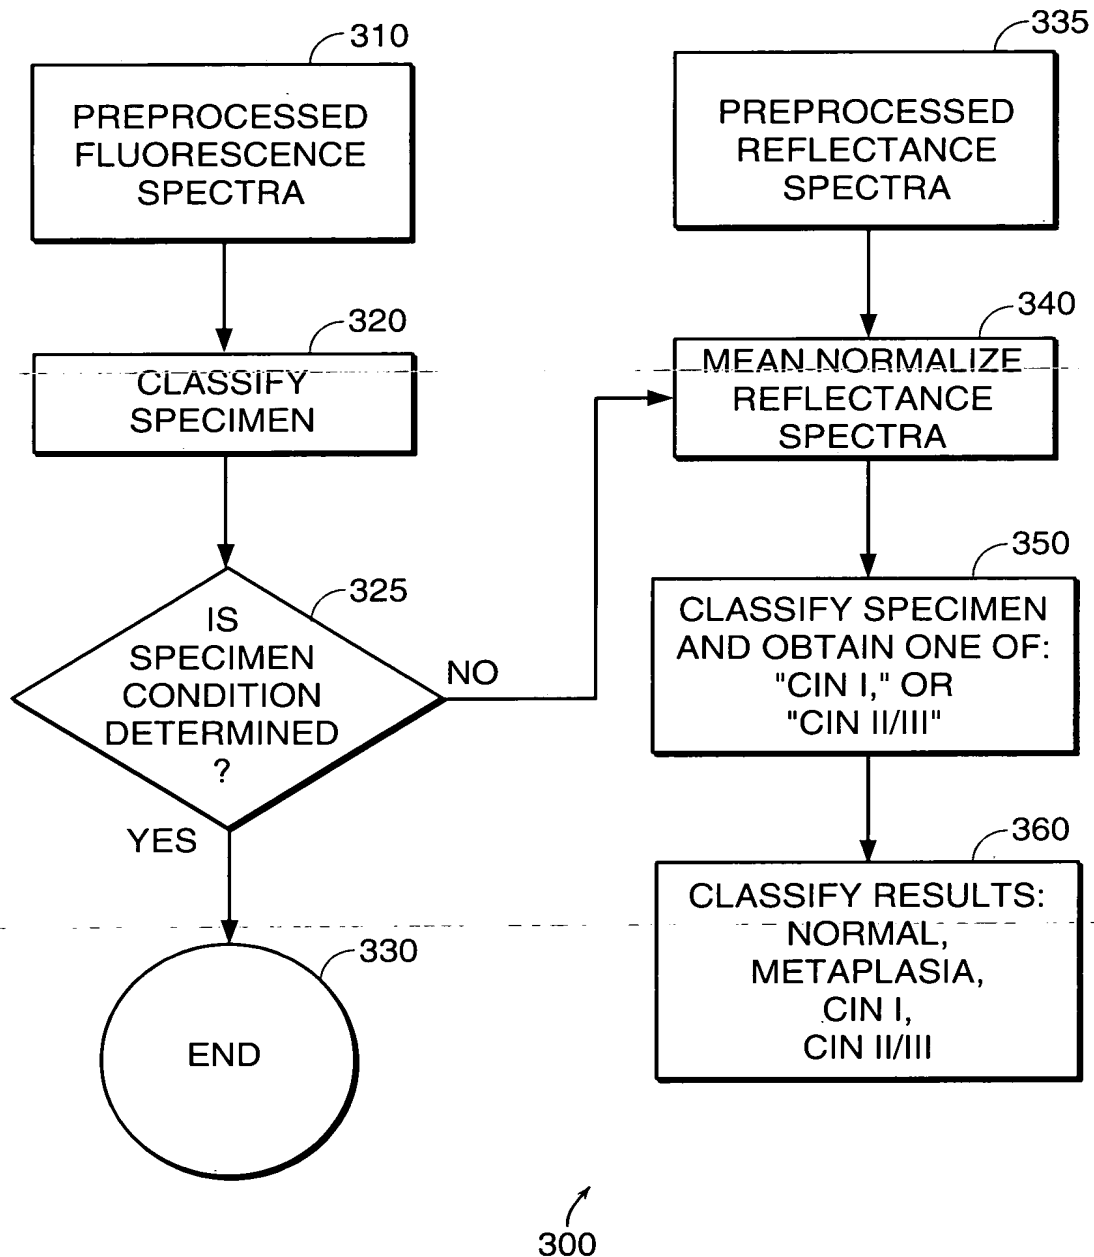 310
PREPROCESSED
FLUORESCENCE
SPECTRA
320
CLASSIFY
SPECIMEN
325
IS
SPECIMEN
CONDITION
DETERMINED
?
NO
YES
330
END
335
PREPROCESSED
REFLECTANCE
SPECTRA
340
MEAN NORMALIZE
REFLECTANCE
SPECTRA
350
CLASSIFY SPECIMEN
AND OBTAIN ONE OF:
"CIN I," OR
"CIN II/III"
360
CLASSIFY RESULTS:
NORMAL,
METAPLASIA,
CIN I,
CIN II/III
300